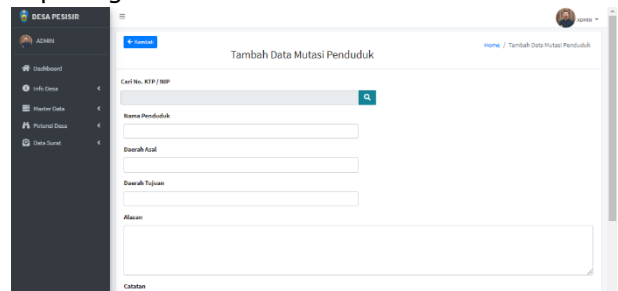 DESA PESISIR
ADMIN
ADMIN
Kembali
Home / Tambah Data Mutasi Penduduk
Tambah Data Mutasi Penduduk
Dashboard
Info Desa
Master Data
Potensi Desa
Data Surat
Cari No. KTP / NIP
Nama Penduduk
Daerah Asal
Daerah Tujuan
Alasan
Catatan